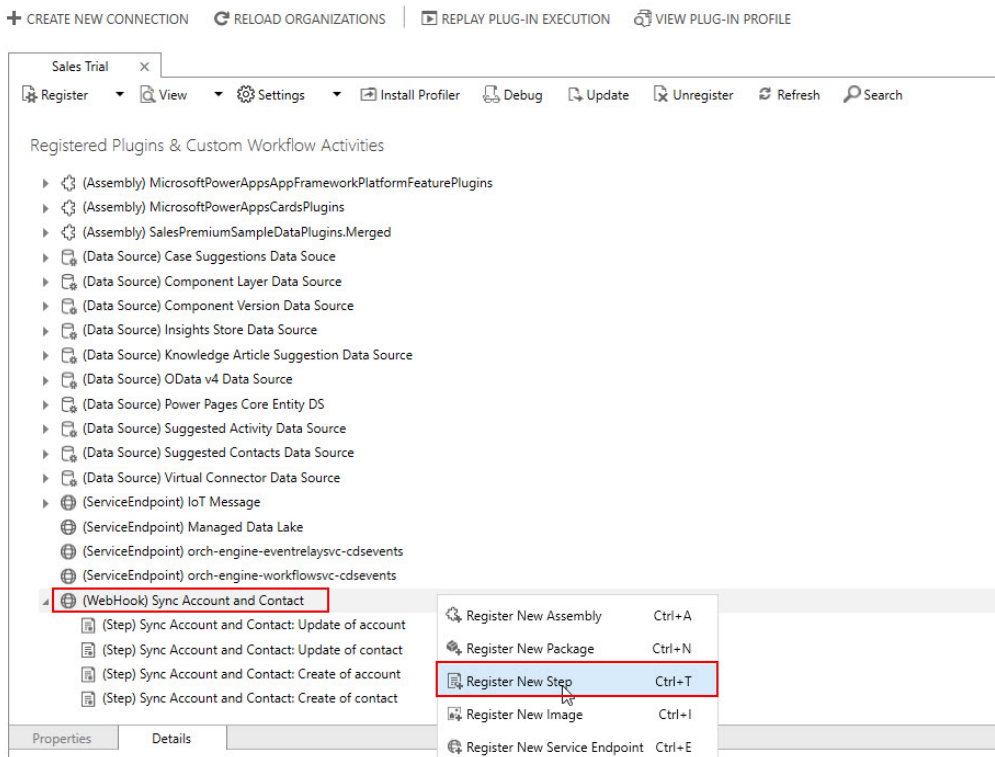 CREATE NEW CONNECTION RELOAD ORGANIZATIONS REPLAY PLUG-IN EXECUTION VIEW PLUG-IN PROFILE
Sales Trial
Register View Settings Install Profiler Debug Update Unregister Refresh Search
Registered Plugins & Custom Workflow Activities
(Assembly) MicrosoftPowerAppsAppFrameworkPlatformFeaturePlugins
(Assembly) MicrosoftPowerAppsCardsPlugins
(Assembly) SalesPremiumSampleDataPlugins.Merged
(Data Source) Case Suggestions Data Souce
(Data Source) Component Layer Data Source
(Data Source) Component Version Data Source
(Data Source) Insights Store Data Source
(Data Source) Knowledge Article Suggestion Data Source
(Data Source) OData v4 Data Source
(Data Source) Power Pages Core Entity DS
(Data Source) Suggested Activity Data Source
(Data Source) Suggested Contacts Data Source
(Data Source) Virtual Connector Data Source
(ServiceEndpoint) IoT Message
(ServiceEndpoint) Managed Data Lake
(ServiceEndpoint) orch-engine-eventrelaysvc-cdsevents
(ServiceEndpoint) orch-engine-workflowsvc-cdsevents
(WebHook) Sync Account and Contact
(Step) Sync Account and Contact: Update of account
(Step) Sync Account and Contact: Update of contact
(Step) Sync Account and Contact: Create of account
(Step) Sync Account and Contact: Create of contact
Register New Assembly Ctrl+A
Register New Package Ctrl+N
Register New Step Ctrl+T
Register New Image Ctrl+I
Register New Service Endpoint Ctrl+E
Properties Details